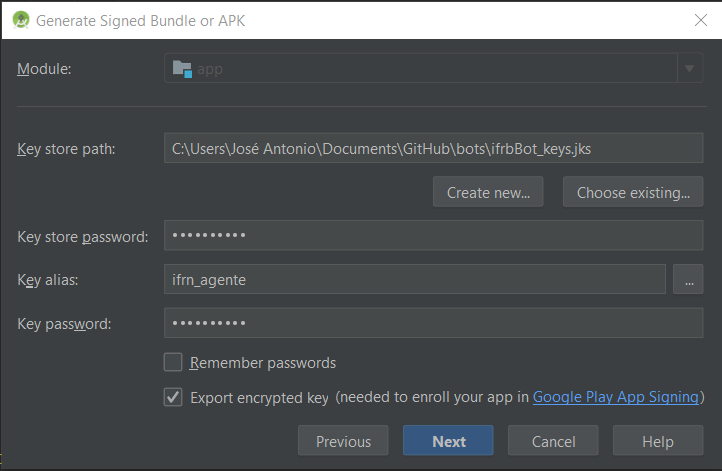 Generate Signed Bundle or APK
Module: app
Key store path: C:\Users\José Antonio\Documents\GitHub\bots\ifrbBot_keys.jks
Create new... Choose existing...
Key store password: ••••••••••
Key alias: ifrn_agente ...
Key password: ••••••••••
Remember passwords
Export encrypted key (needed to enroll your app in Google Play App Signing)
Previous Next Cancel Help